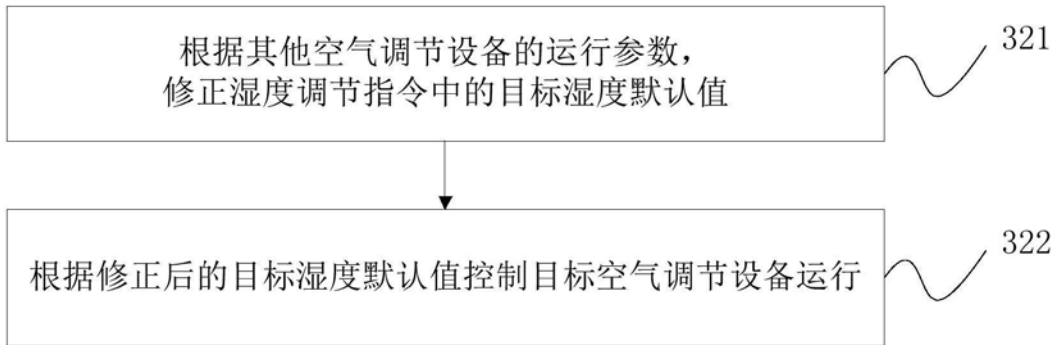 根据其他空气调节设备的运行参数，
修正湿度调节指令中的目标湿度默认值
321
根据修正后的目标湿度默认值控制目标空气调节设备运行
322